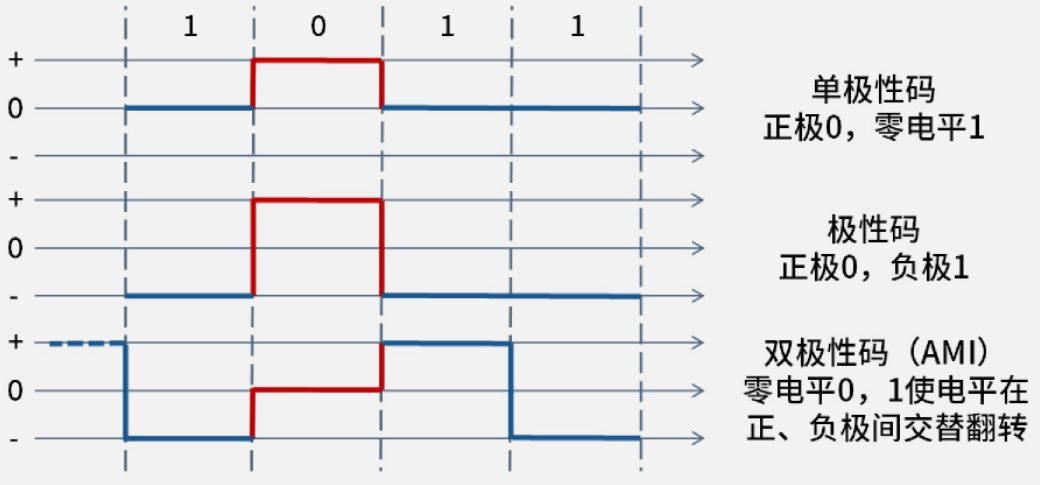 1 0 1 1
+
0
-
单极性码
正极0，零电平1
+
0
-
极性码
正极0，负极1
+
0
-
双极性码（AMI）
零电平0，1使电平在
正、负极间交替翻转